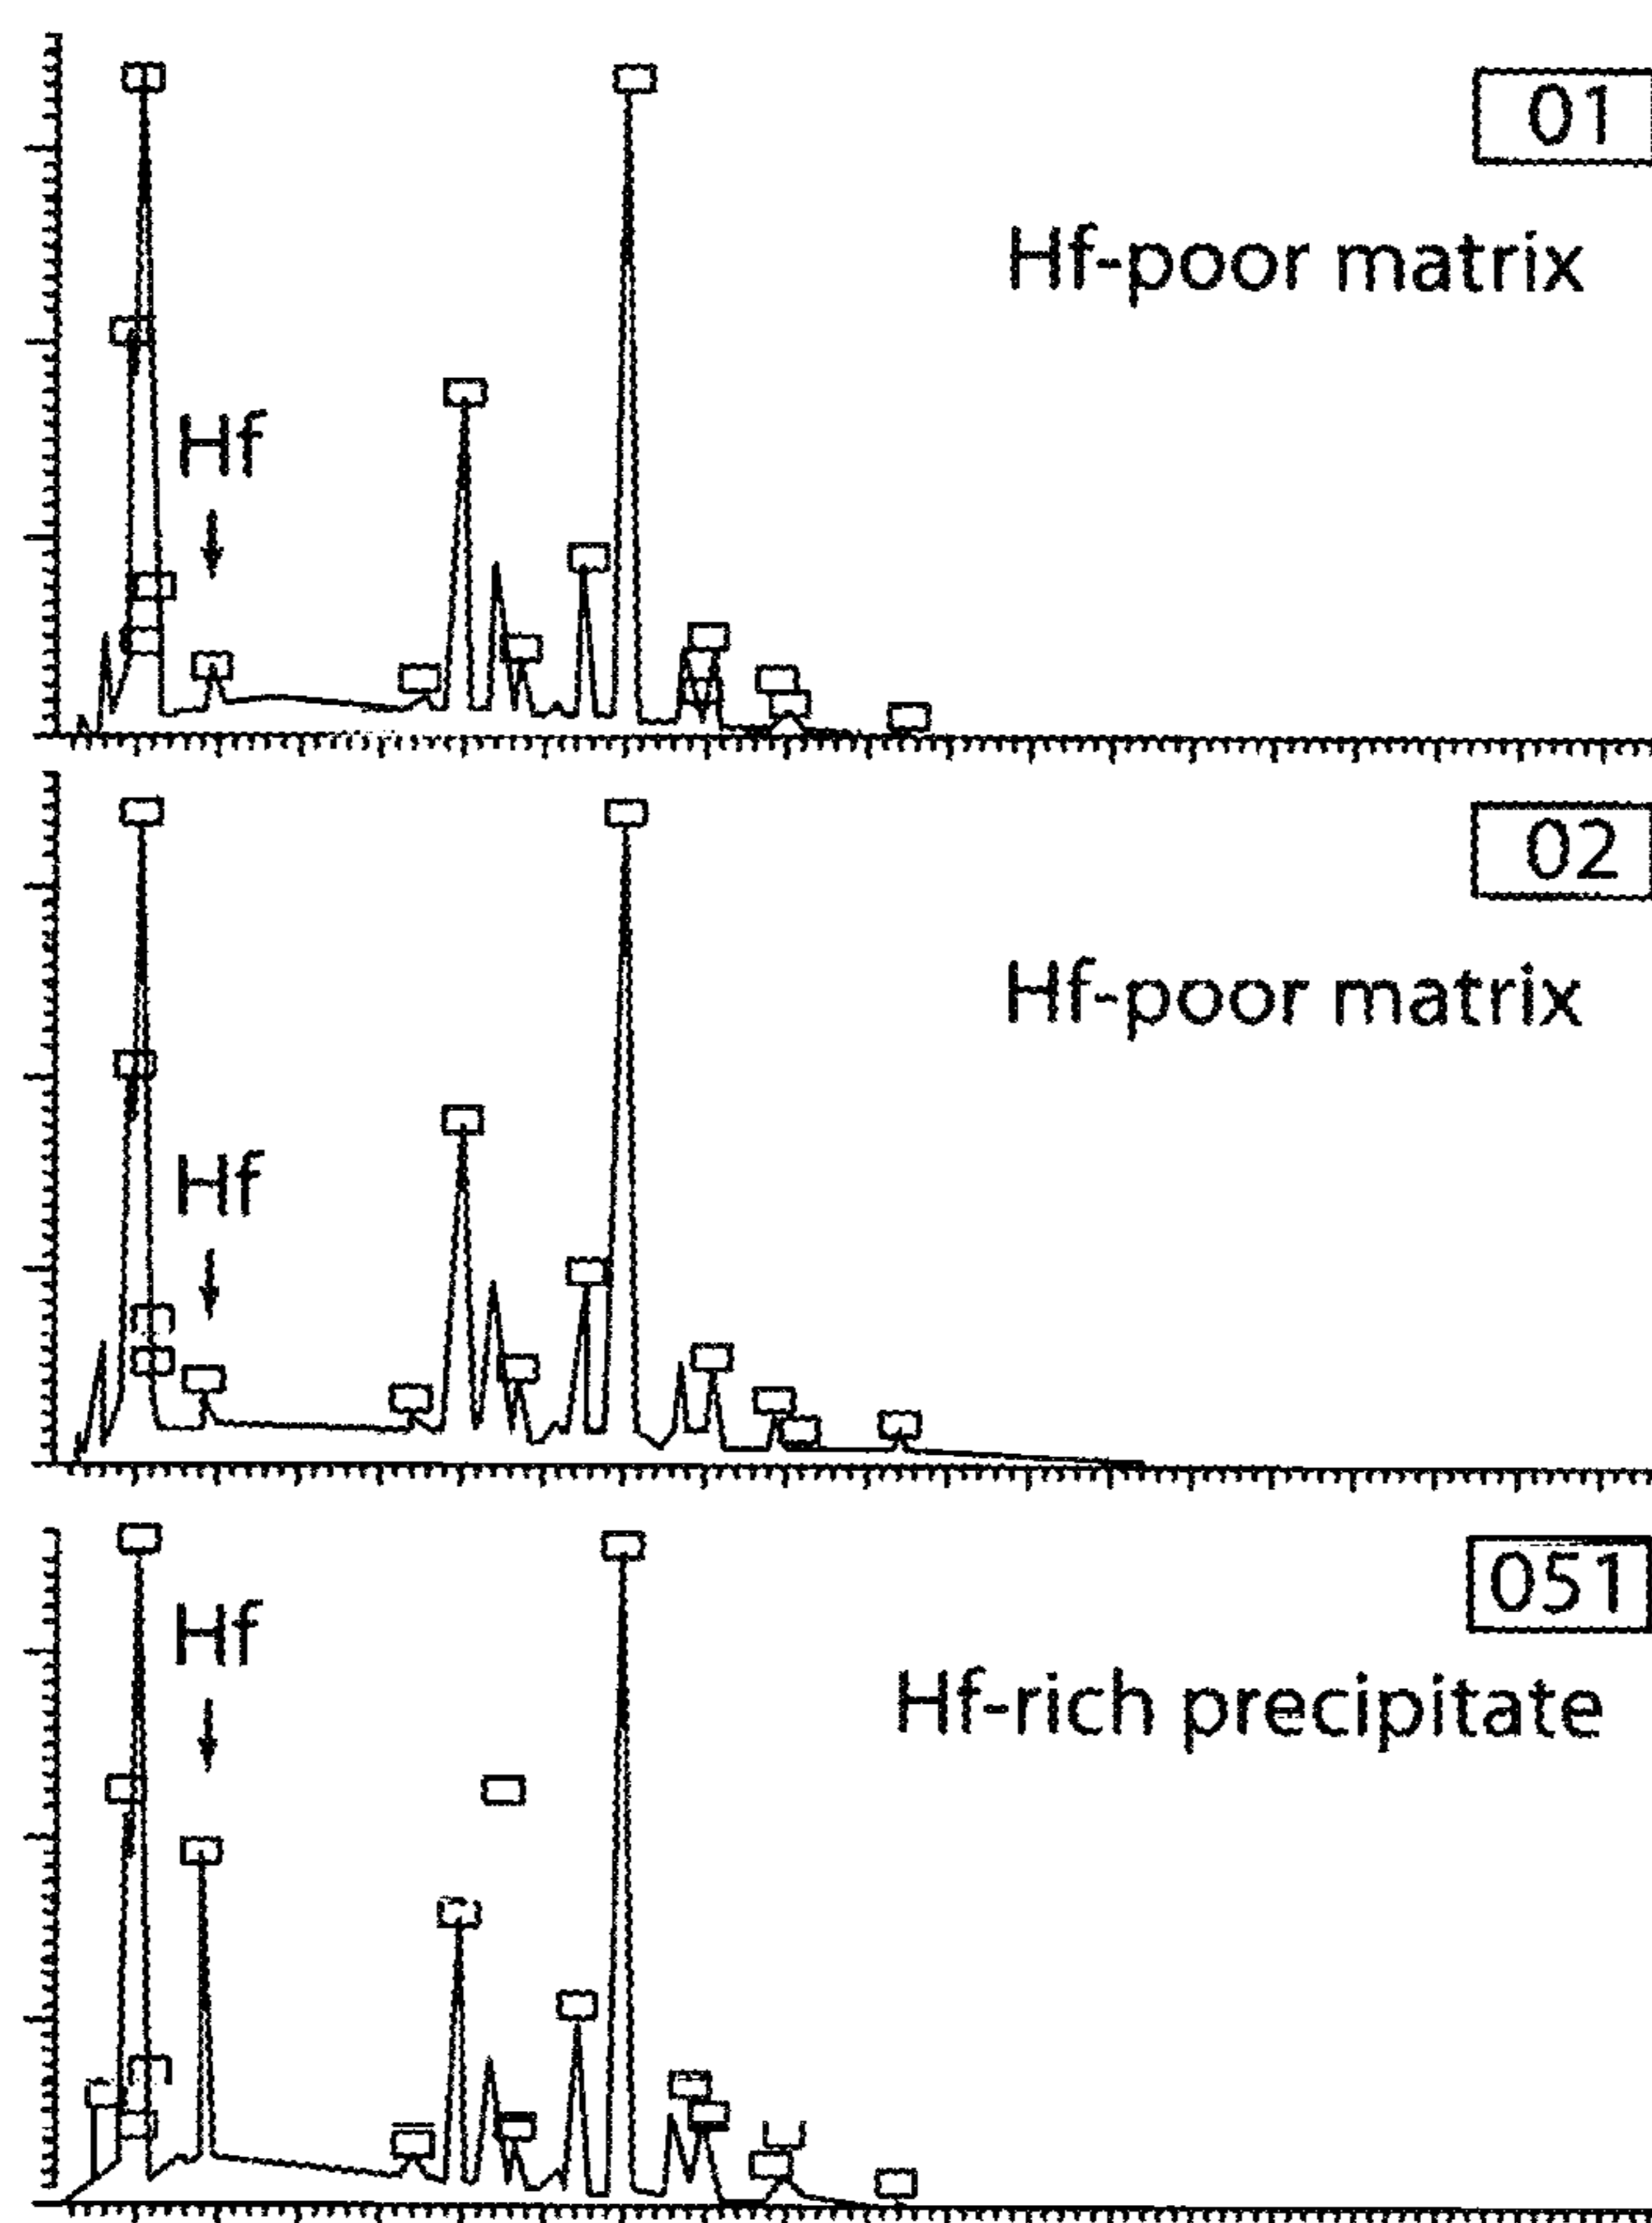 01
Hf-poor matrix
Hf
02
Hf-poor matrix
Hf
051
Hf
Hf-rich precipitate